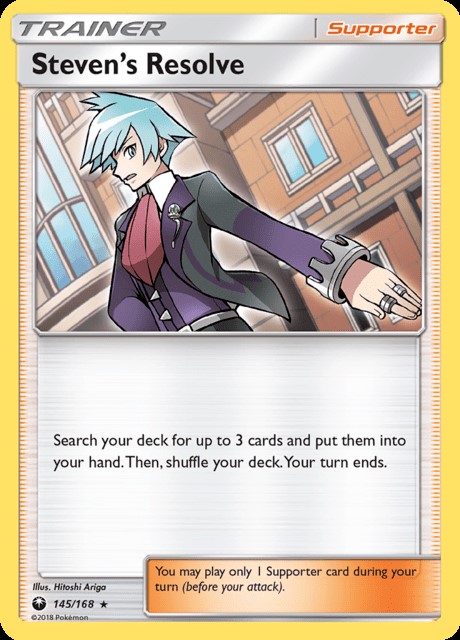 TRAINER
Supporter
Steven's Resolve
Search your deck for up to 3 cards and put them into
your hand. Then, shuffle your deck. Your turn ends.
You may play only 1 Supporter card during your
turn (before your attack).
Illus. Hitoshi Ariga
145/168 ★
©2018 Pokémon